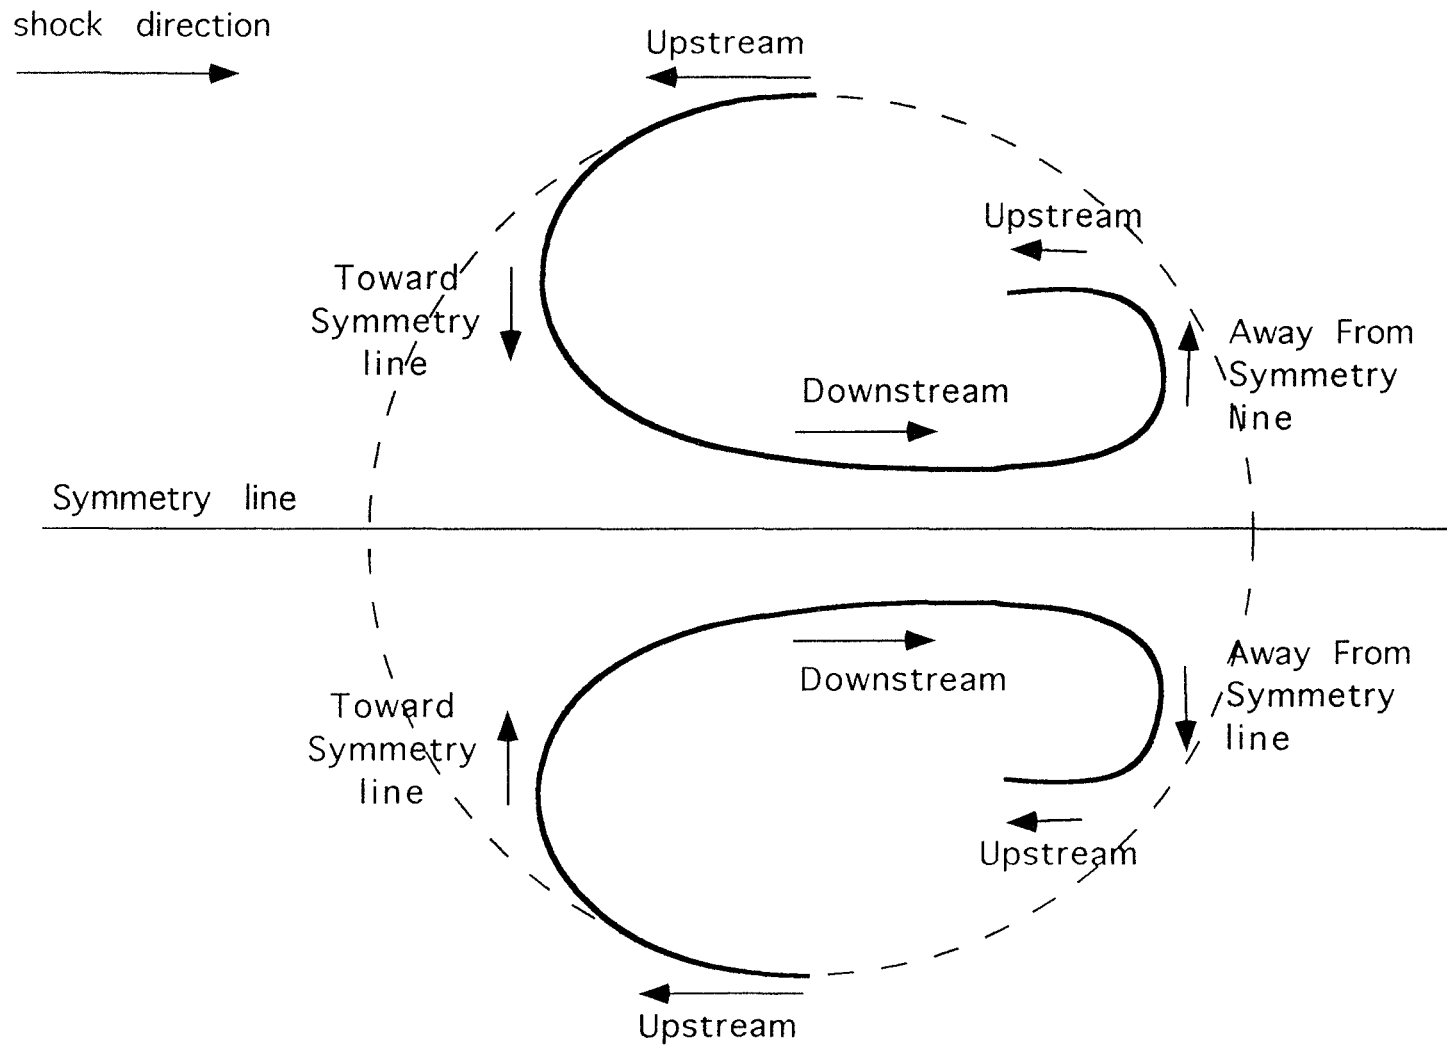 shock direction
Upstream
Upstream
Toward
Symmetry
line
Away From
Symmetry
line
Downstream
Symmetry line
Downstream
Away From
Symmetry
line
Toward
Symmetry
line
Upstream
Upstream